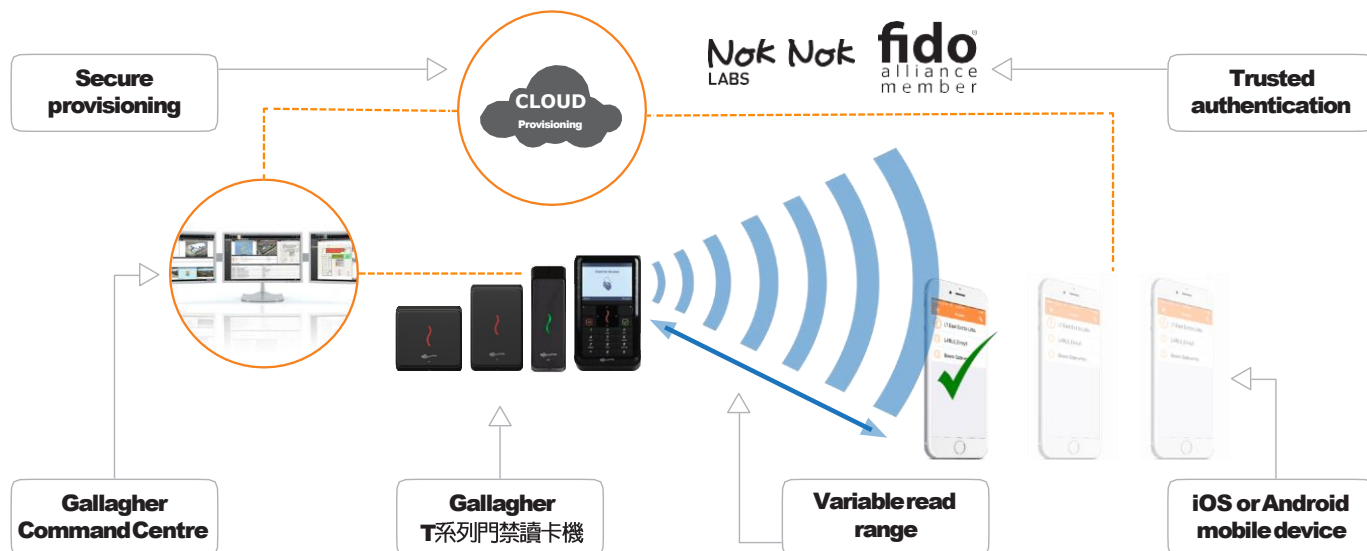 Nok Nok
LABS
fido
alliance
member
Secure
provisioning
CLOUD
Provisioning
Trusted
authentication
Gallagher
Command Centre
Gallagher
T系列門禁讀卡機
Variable read
range
iOS or Android
mobile device